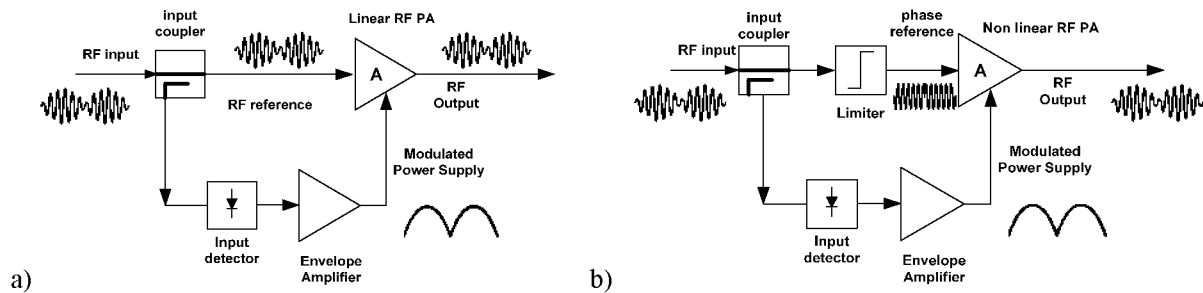 input
coupler
Linear RF PA
RF input
A
RF reference
RF
Output
Modulated
Power Supply
Input
detector
Envelope
Amplifier
a)
input
coupler
phase
reference
Non linear RF PA
RF input
A
Limiter
RF
Output
Modulated
Power Supply
Input
detector
Envelope
Amplifier
b)